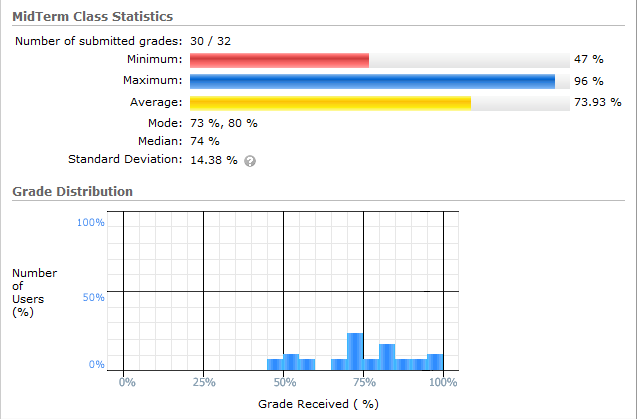 MidTerm Class Statistics
Number of submitted grades: 30 / 32
Minimum: 47 %
Maximum: 96 %
Average: 73.93 %
Mode: 73 %, 80 %
Median: 74 %
Standard Deviation: 14.38 % ?
Grade Distribution
100%
Number
of
Users
(%)
50%
0%
0% 25% 50% 75% 100%
Grade Received ( %)